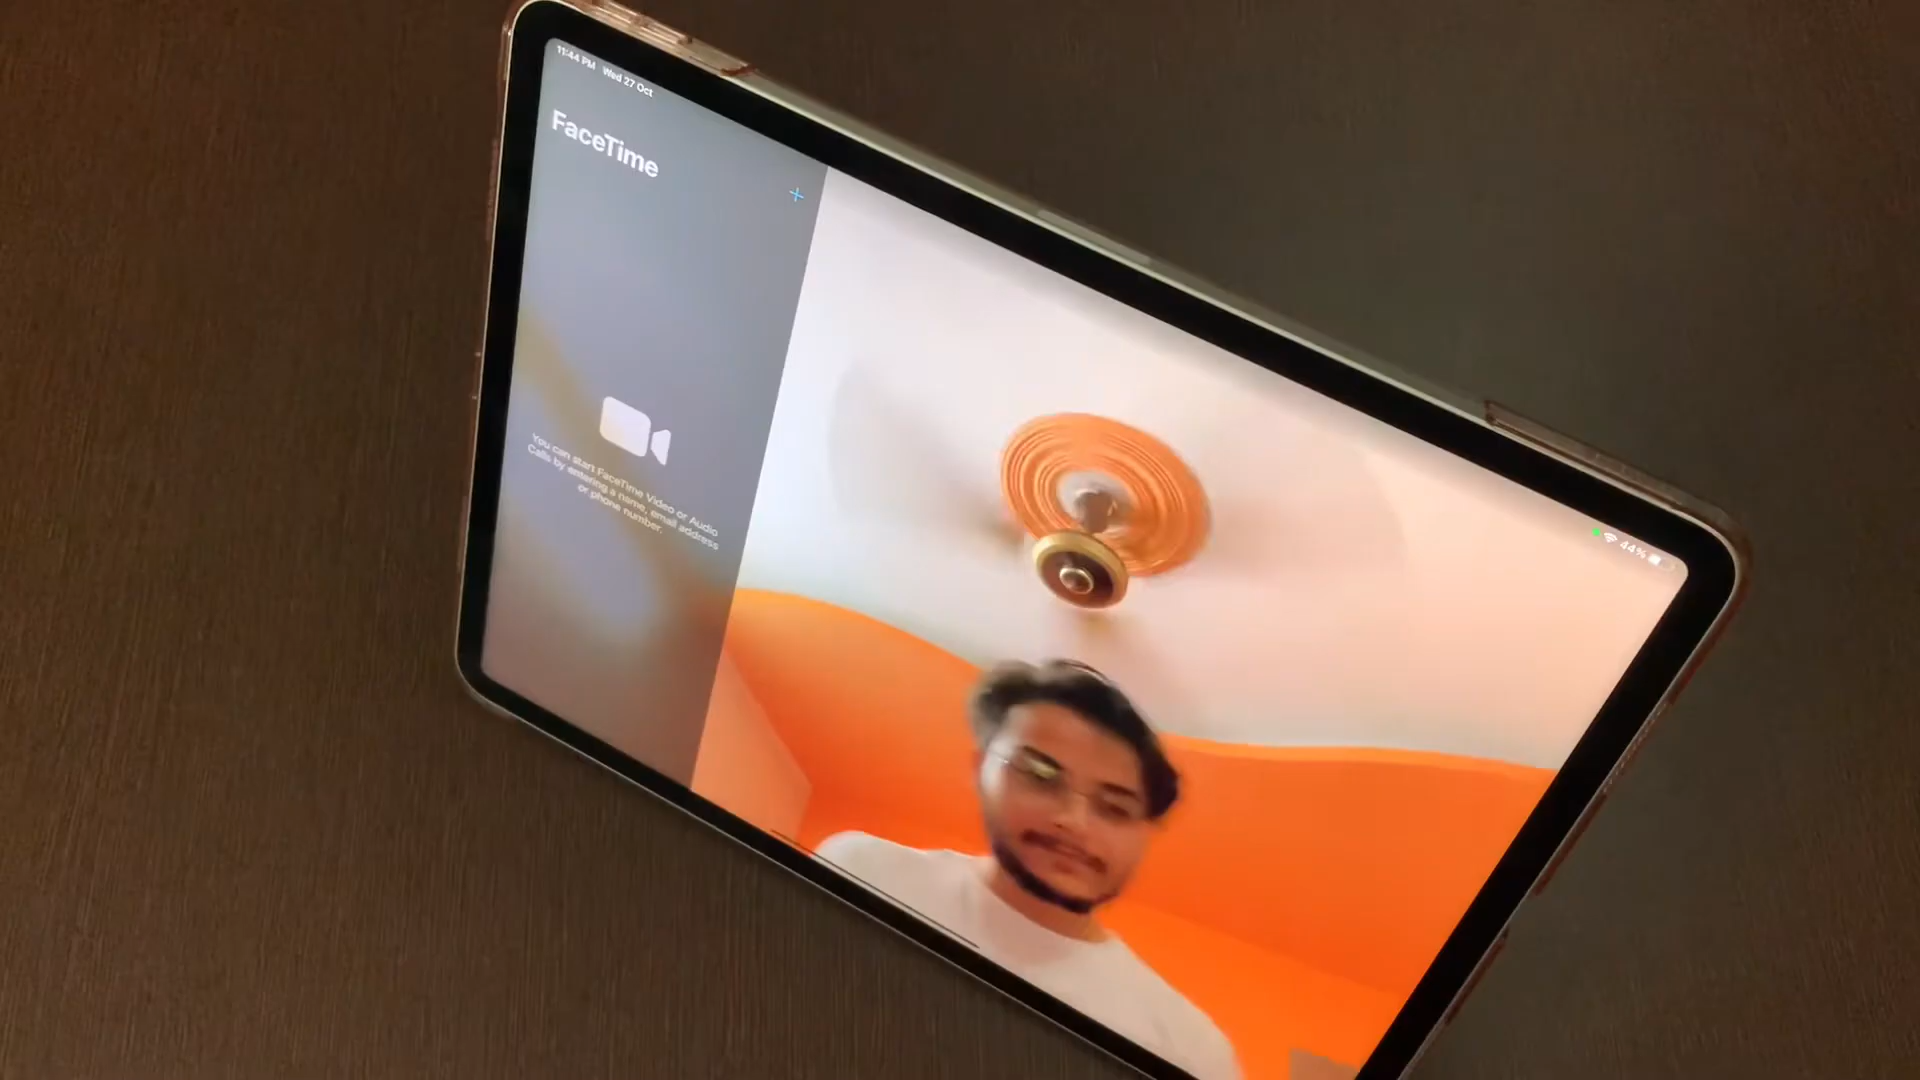 11:44 PM Wed 27 Oct
44%
FaceTime
+
You can start FaceTime Video or Audio
Calls by entering a name, email address
or phone number.